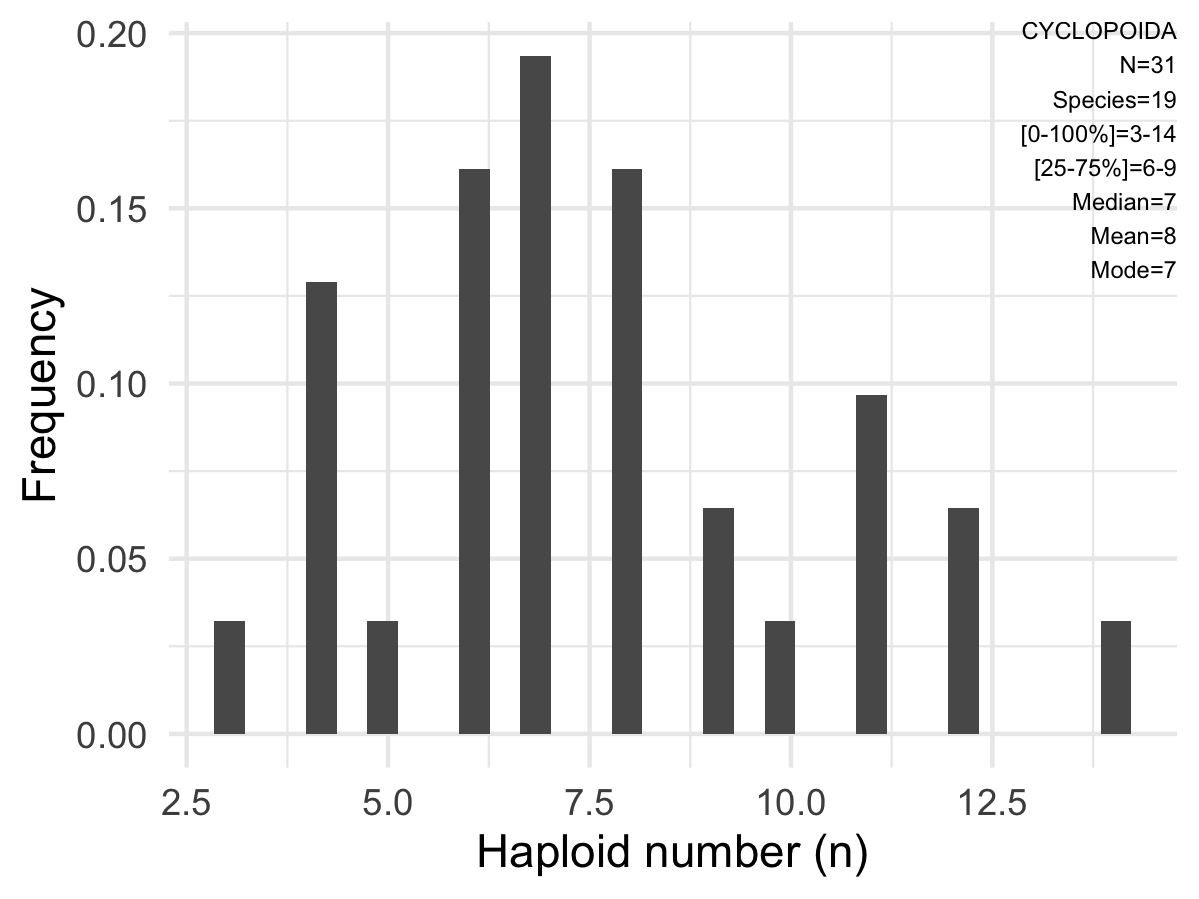 CYCLOPOIDA
N=31
Species=19
[0-100%]=3-14
[25-75%]=6-9
Median=7
Mean=8
Mode=7
Frequency
0.20
0.15
0.10
0.05
0.00
2.5 5.0 7.5 10.0 12.5
Haploid number (n)